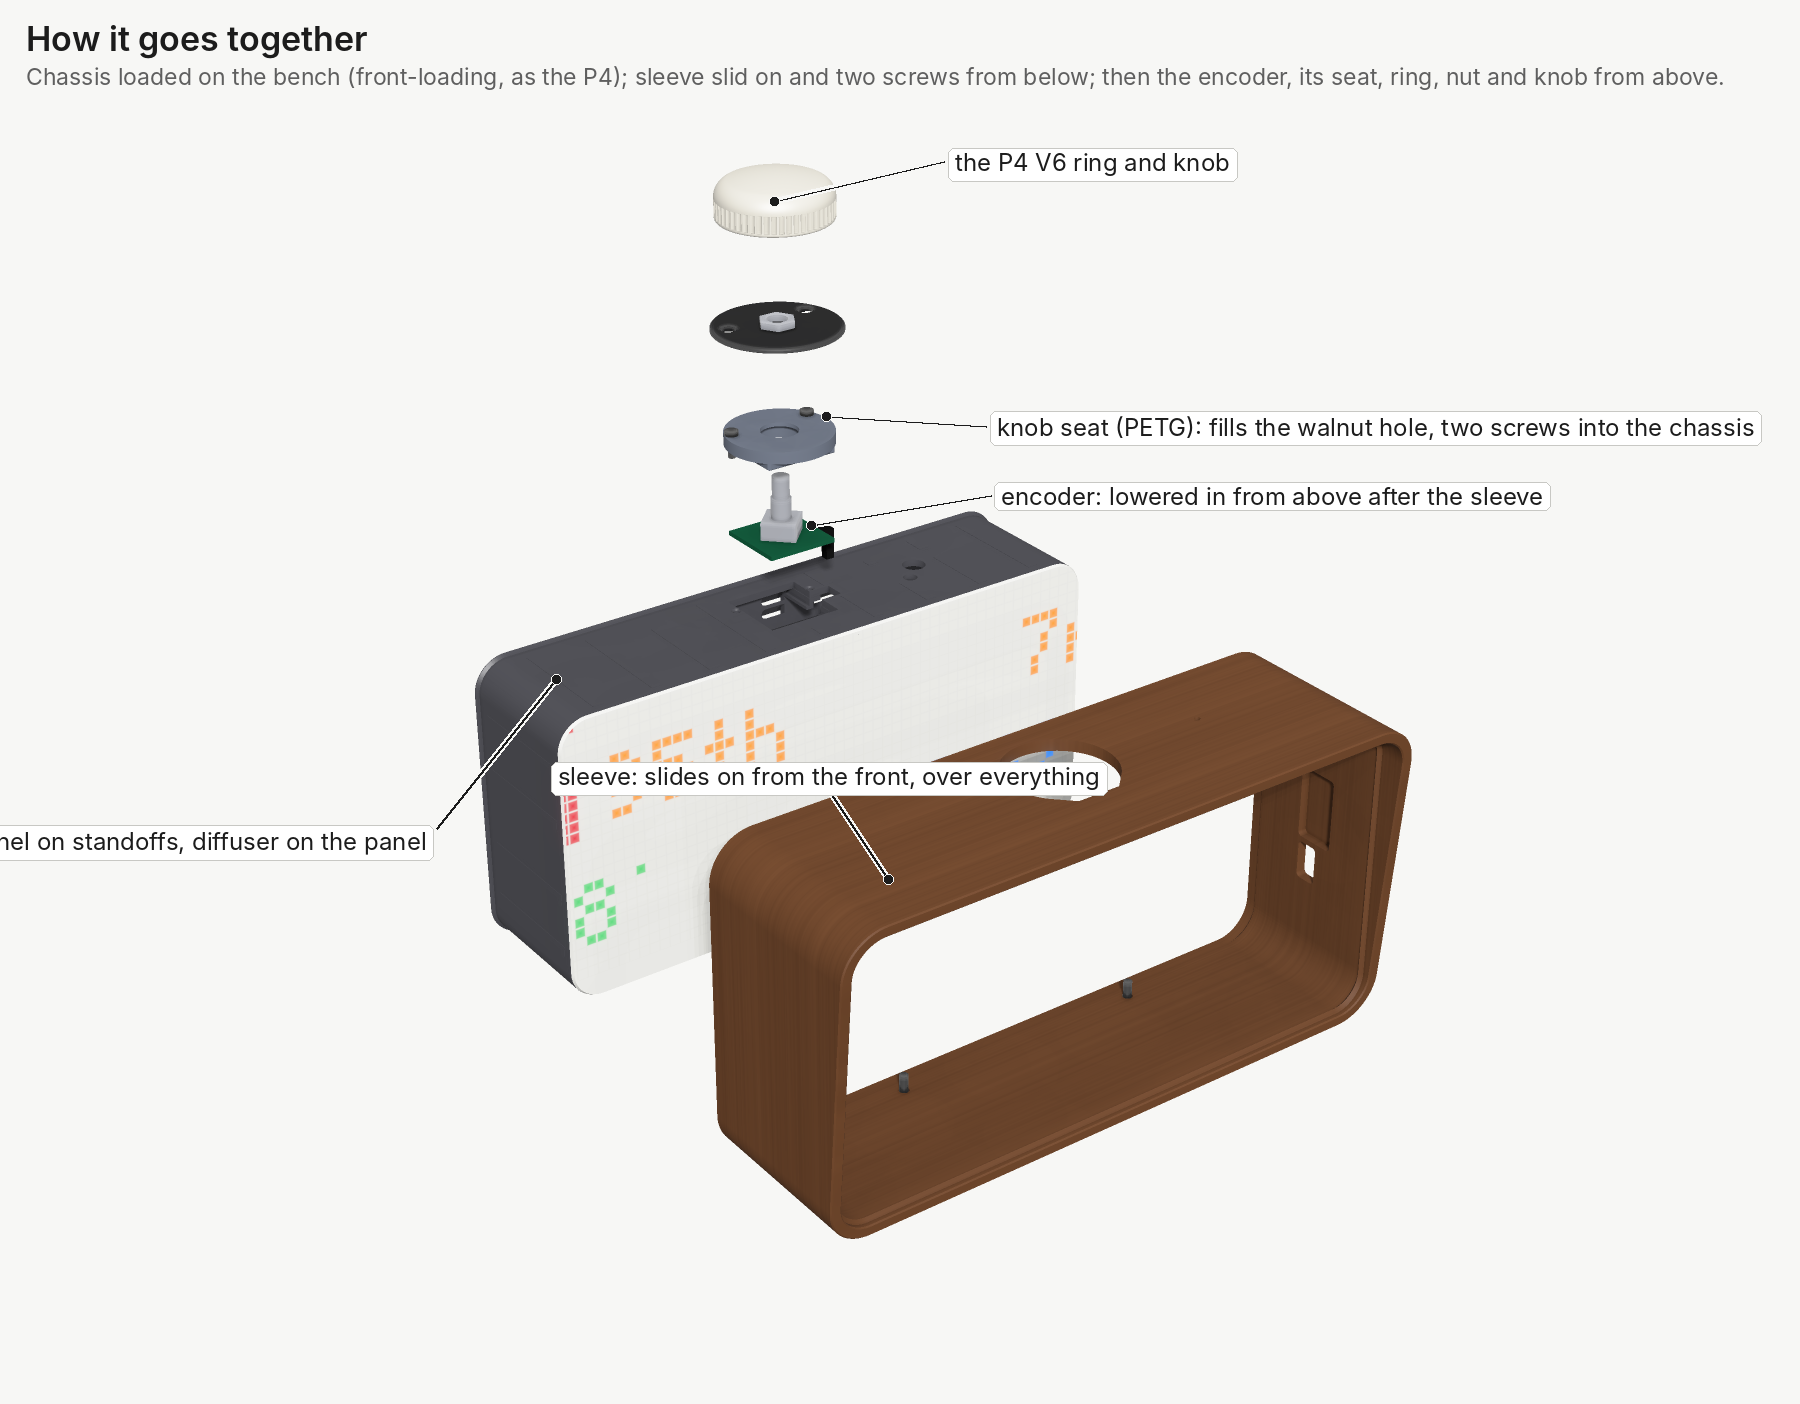 How it goes together
Chassis loaded on the bench (front-loading, as the P4); sleeve slid on and two screws from below; then the encoder, its seat, ring, nut and knob from above.
the P4 V6 ring and knob
knob seat (PETG): fills the walnut hole, two screws into the chassis
encoder: lowered in from above after the sleeve
sleeve: slides on from the front, over everything
on standoffs, diffuser on the panel